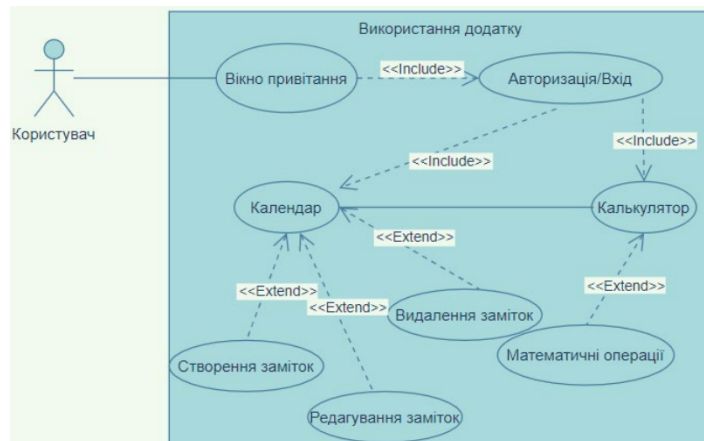 Використання додатку
Користувач
Вікно привітання
<<Include>>
Авторизація/Вхід
<<Include>>
<<Include>>
Календар
Калькулятор
<<Extend>>
<<Extend>>
<<Extend>>
<<Extend>>
Видалення заміток
Створення заміток
Математичні операції
Редагування заміток